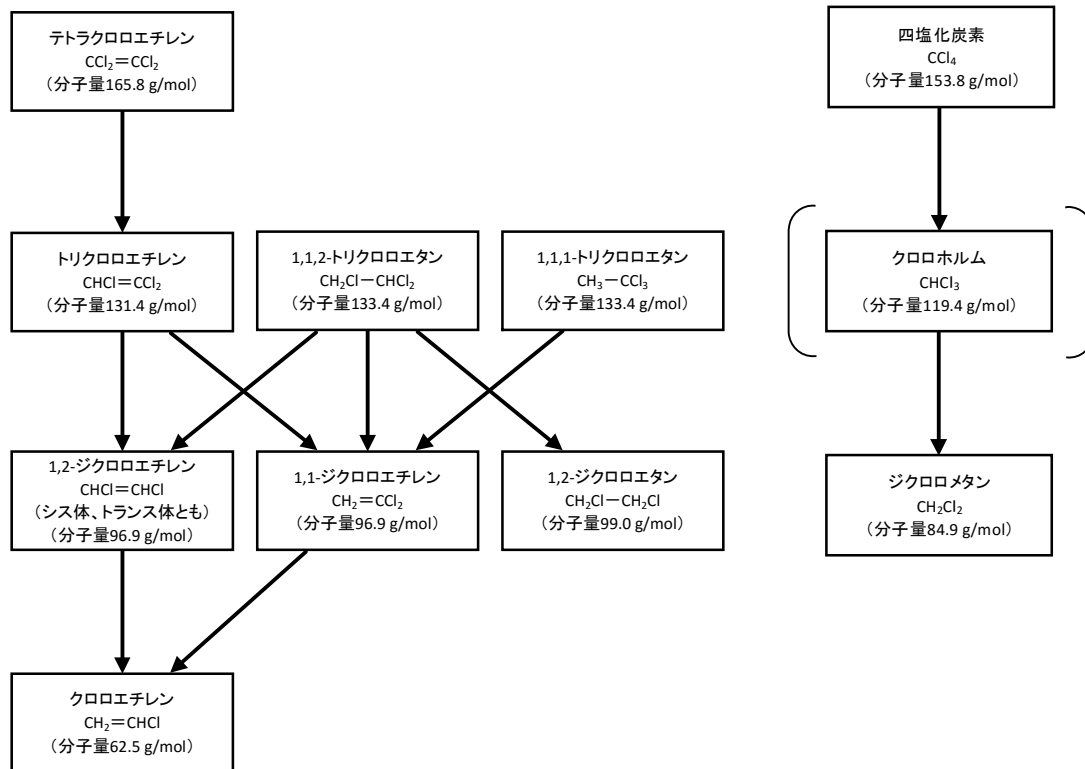 テトラクロロエチレン
CCl₂＝CCl₂
（分子量165.8 g/mol）
四塩化炭素
CCl₄
（分子量153.8 g/mol）
トリクロロエチレン
CHCl＝CCl₂
（分子量131.4 g/mol）
1,1,2-トリクロロエタン
CH₂Cl－CHCl₂
（分子量133.4 g/mol）
1,1,1-トリクロロエタン
CH₃－CCl₃
（分子量133.4 g/mol）
クロロホルム
CHCl₃
（分子量119.4 g/mol）
1,2-ジクロロエチレン
CHCl＝CHCl
（シス体、トランス体とも）
（分子量96.9 g/mol）
1,1-ジクロロエチレン
CH₂＝CCl₂
（分子量96.9 g/mol）
1,2-ジクロロエタン
CH₂Cl－CH₂Cl
（分子量99.0 g/mol）
ジクロロメタン
CH₂Cl₂
（分子量84.9 g/mol）
クロロエチレン
CH₂＝CHCl
（分子量62.5 g/mol）